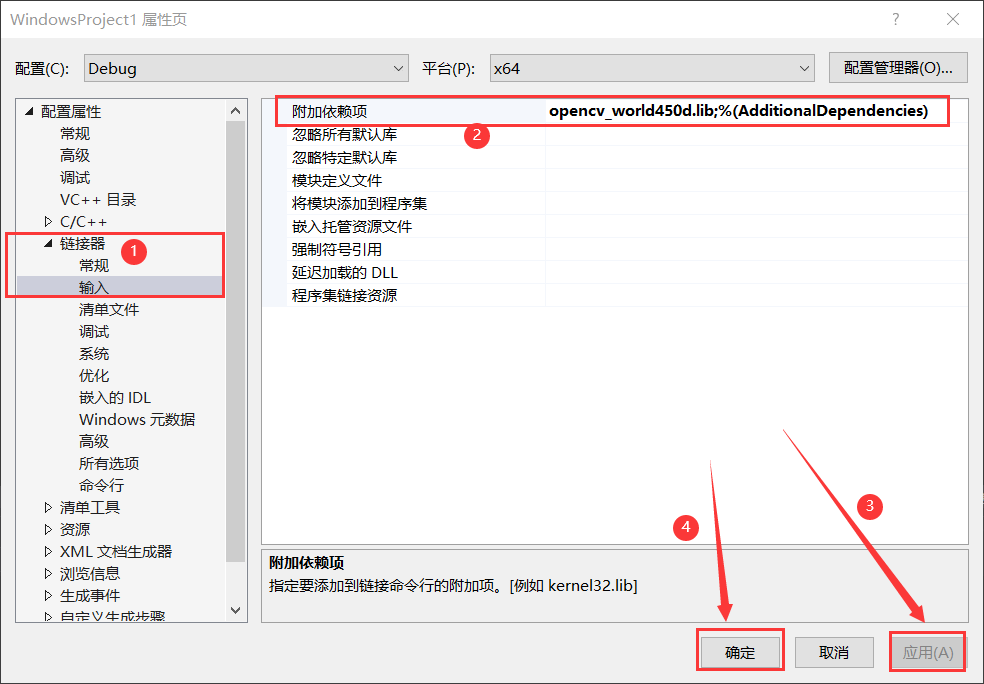 WindowsProject1 属性页
?
配置(C): Debug 平台(P): x64 配置管理器(O)...
配置属性
常规
高级
调试
VC++ 目录
C/C++
链接器
1
常规
输入
清单文件
调试
系统
优化
嵌入的 IDL
Windows 元数据
高级
所有选项
命令行
清单工具
资源
XML 文档生成器
浏览信息
生成事件
自定义生成步骤
附加依赖项 opencv_world450d.lib;%(AdditionalDependencies)
2
忽略所有默认库
忽略特定默认库
模块定义文件
将模块添加到程序集
嵌入托管资源文件
强制符号引用
延迟加载的 DLL
程序集链接资源
3
4
附加依赖项
指定要添加到链接命令行的附加项。[例如 kernel32.lib]
确定 取消 应用(A)